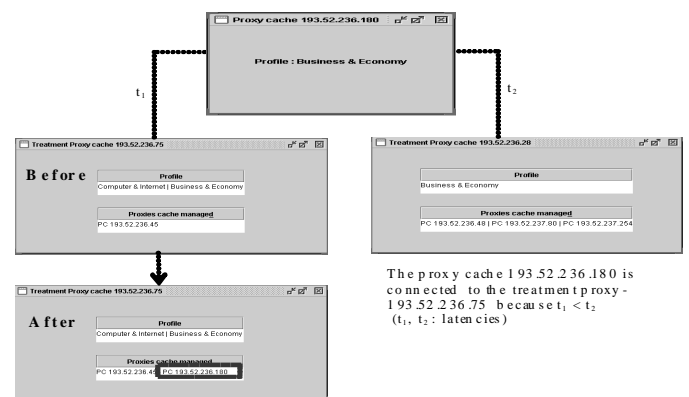 Proxy cache 193.52.236.180
Profile : Business & Economy
t1
t2
Treatment Proxy cache 193.52.236.75
Before
Profile
Computer & Internet | Business & Economy
Proxies cache managed
PC 193.52.236.45
Treatment Proxy cache 193.52.236.28
Profile
Business & Economy
Proxies cache managed
PC 193.52.236.48 | PC 193.52.237.80 | PC 193.52.237.254
Treatment Proxy cache 193.52.236.75
After
Profile
Computer & Internet | Business & Economy
Proxies cache managed
PC 193.52.236.45 PC 193.52.236.180
The proxy cache 193.52.236.180 is
connected to the treatment proxy-
193.52.236.75 because t1 < t2
(t1, t2 : latencies)